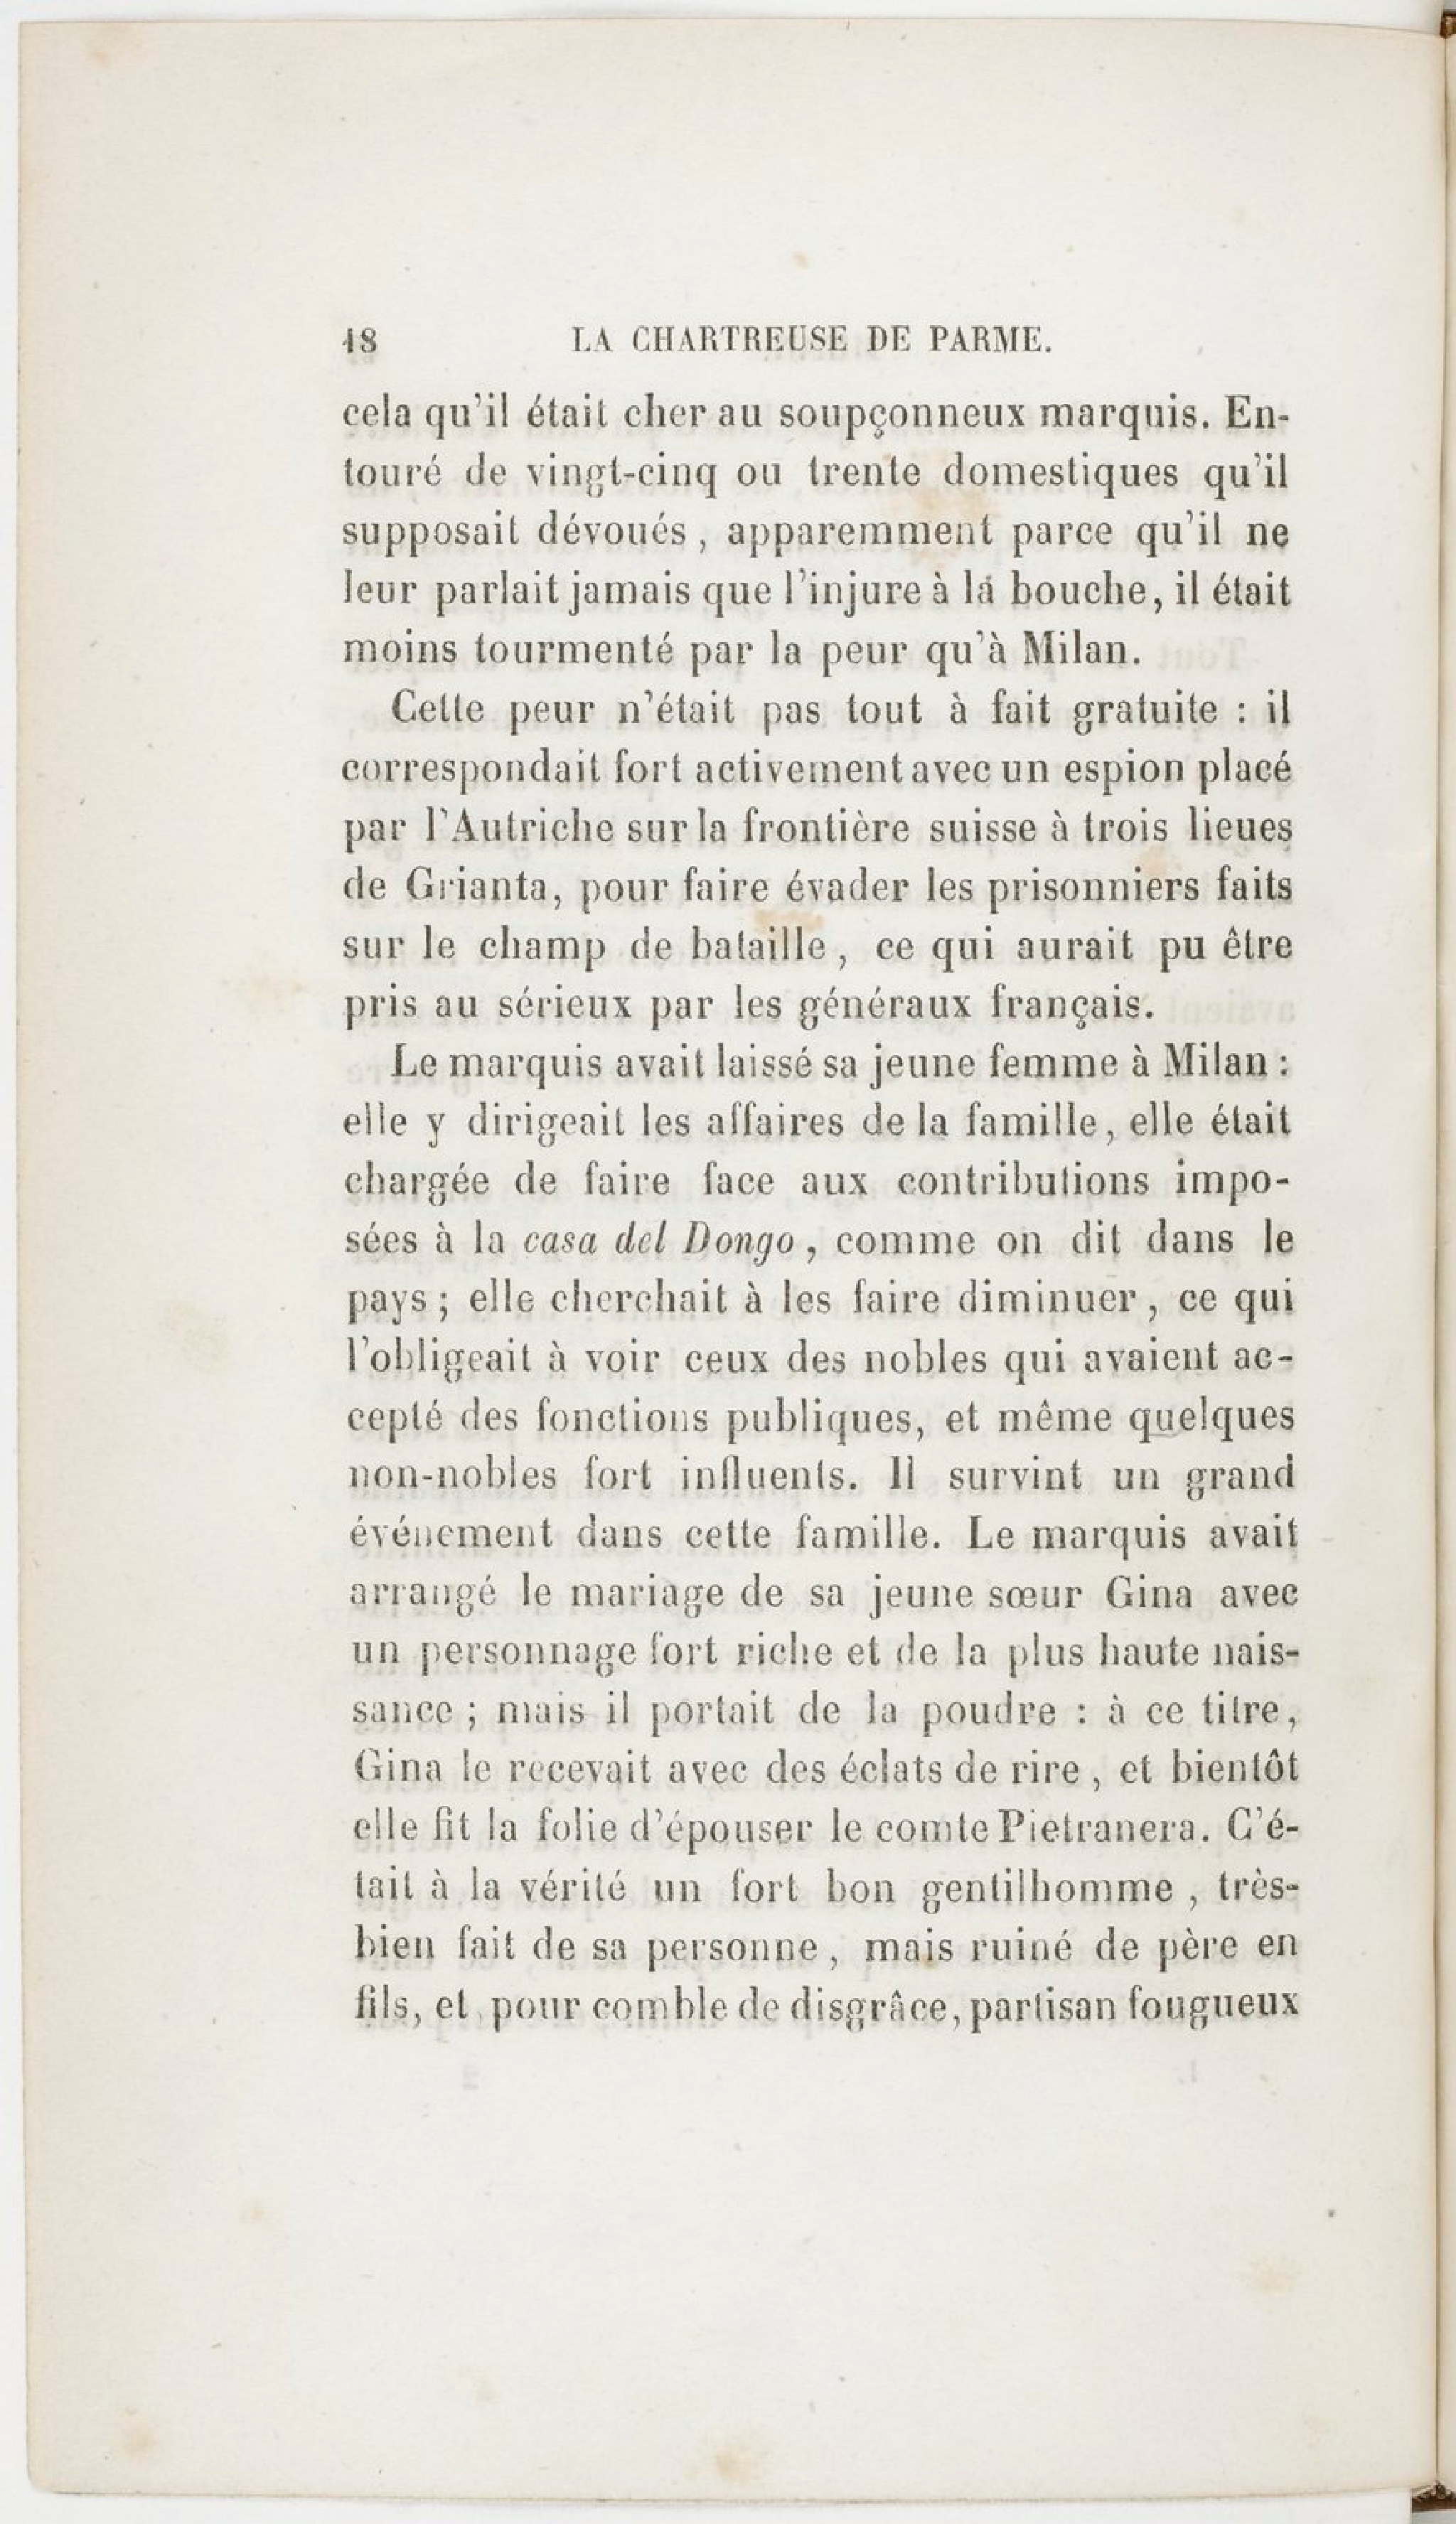 18 LA CHARTREUSE DE PARME.
cela qu'il était cher au soupçonneux marquis. En-
touré de vingt-cinq ou trente domestiques qu'il
supposait dévoués, apparemment parce qu'il ne
leur parlait jamais que l'injure à la bouche, il était
moins tourmenté par la peur qu'à Milan.
Cette peur n'était pas tout à fait gratuite : il
correspondait fort activement avec un espion placé
par l'Autriche sur la frontière suisse à trois lieues
de Grianta, pour faire évader les prisonniers faits
sur le champ de bataille, ce qui aurait pu être
pris au sérieux par les généraux français.
Le marquis avait laissé sa jeune femme à Milan :
elle y dirigeait les affaires de la famille, elle était
chargée de faire face aux contributions impo-
sées à la casa del Dongo, comme on dit dans le
pays ; elle cherchait à les faire diminuer, ce qui
l'obligeait à voir ceux des nobles qui avaient ac-
cepté des fonctions publiques, et même quelques
non-nobles fort influents. Il survint un grand
événement dans cette famille. Le marquis avait
arrangé le mariage de sa jeune sœur Gina avec
un personnage fort riche et de la plus haute nais-
sance ; mais il portait de la poudre : à ce titre,
Gina le recevait avec des éclats de rire, et bientôt
elle fit la folie d'épouser le comte Pietranera. C'é-
tait à la vérité un fort bon gentilhomme, très-
bien fait de sa personne, mais ruiné de père en
fils, et, pour comble de disgrâce, partisan fougueux